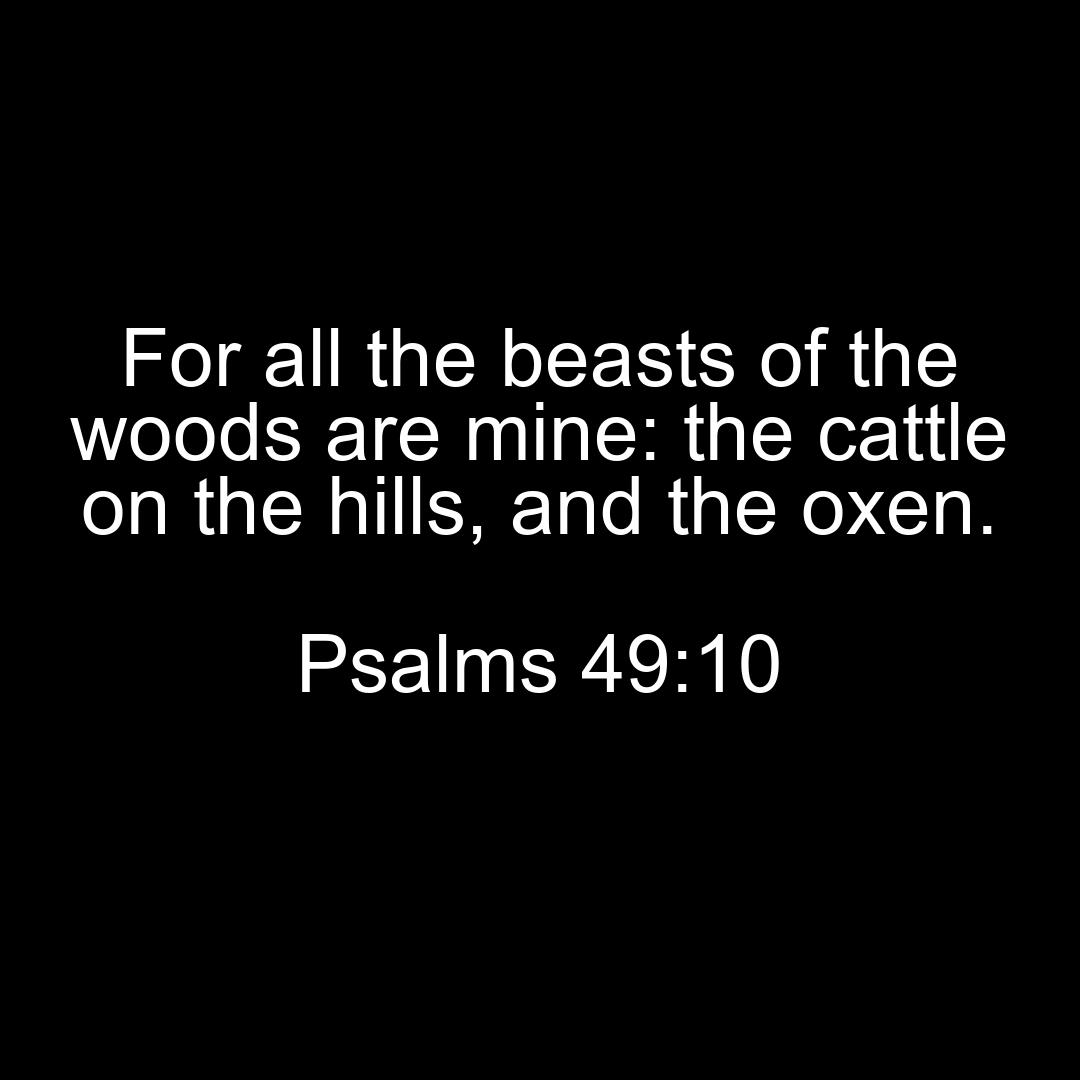 For all the beasts of the
woods are mine: the cattle
on the hills, and the oxen.
Psalms 49:10